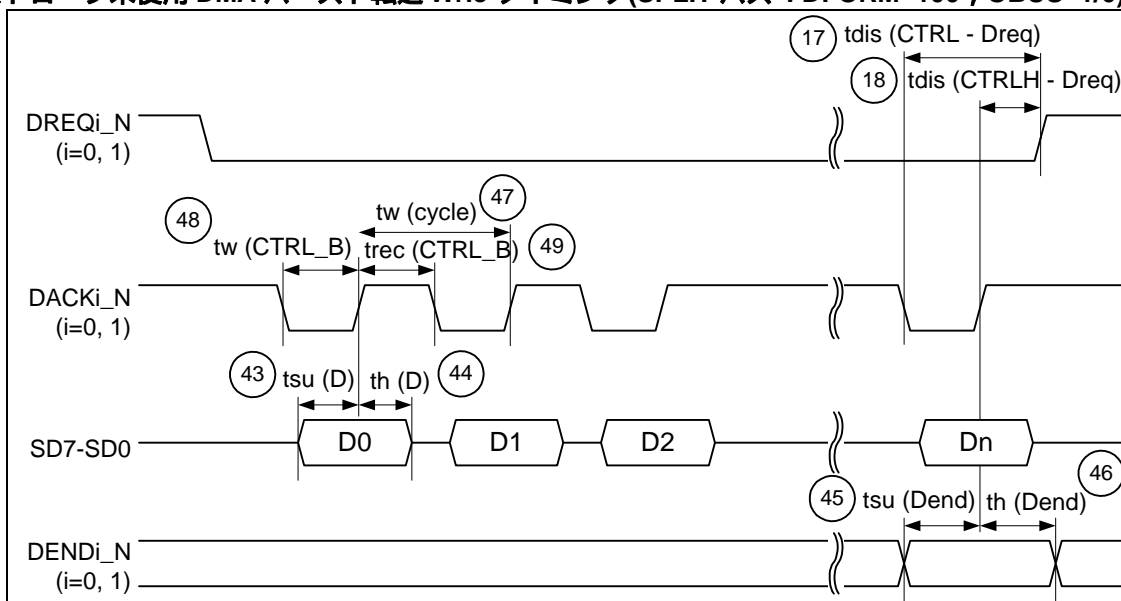 17 tdis (CTRL - Dreq)
18 tdis (CTRLH - Dreq)
DREQi_N
(i=0, 1)
47
48 tw (cycle)
tw (CTRL_B) trec (CTRL_B) 49
DACKi_N
(i=0, 1)
43 tsu (D) th (D) 44
SD7-SD0 D0 D1 D2 Dn
46
45 tsu (Dend) th (Dend)
DENDi_N
(i=0, 1)